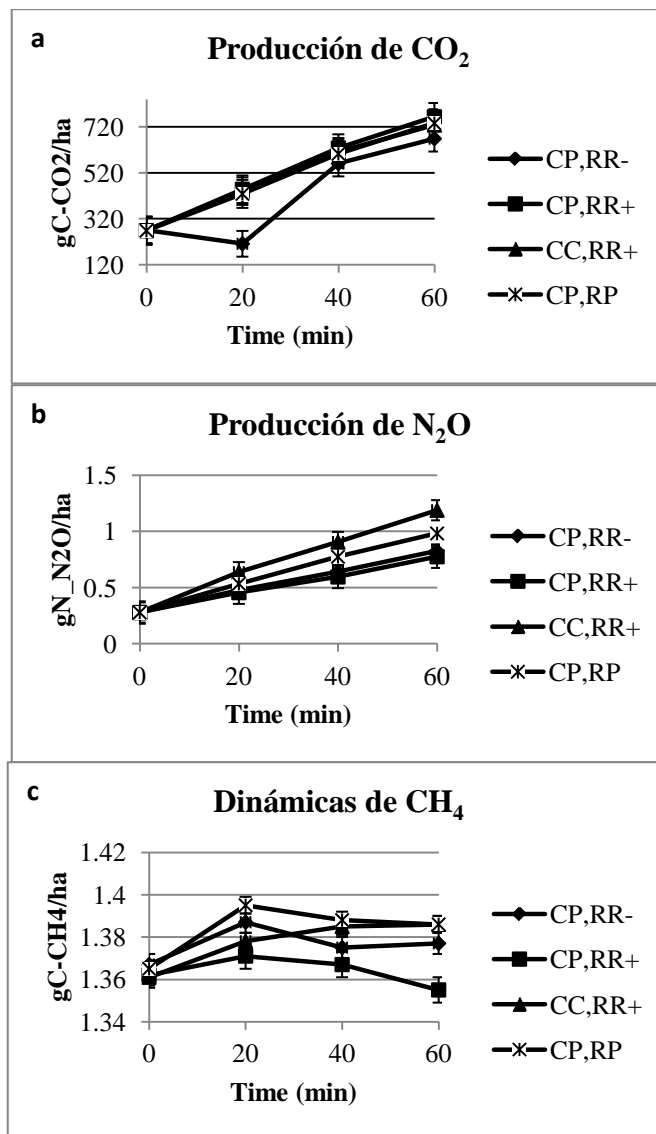 a
Producción de CO2
gC-CO2/ha
720
520
320
120
0 20 40 60
Time (min)
CP,RR-
CP,RR+
CC,RR+
CP,RP
b
Producción de N2O
gN_N2O/ha
1.5
1
0.5
0
0 20 40 60
Time (min)
CP,RR-
CP,RR+
CC,RR+
CP,RP
c
Dinámicas de CH4
gC-CH4/ha
1.42
1.4
1.38
1.36
1.34
0 20 40 60
Time (min)
CP,RR-
CP,RR+
CC,RR+
CP,RP